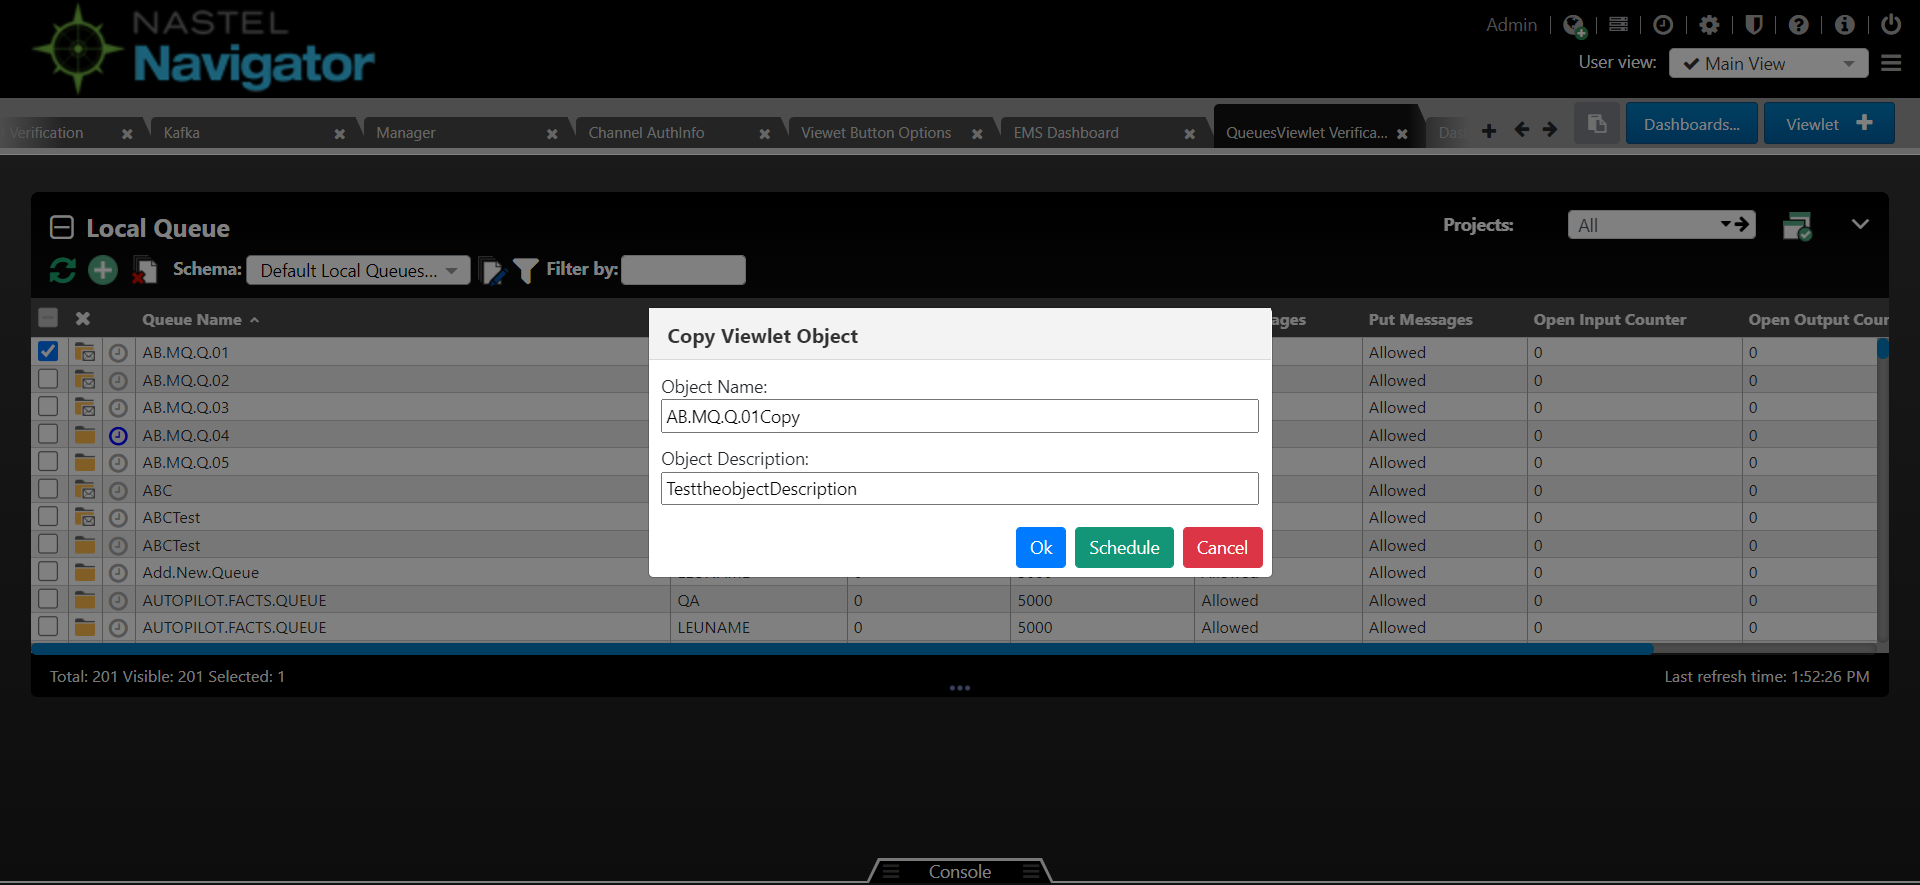 NASTEL
Navigator
Admin
User view:
Main View
Verification
Kafka
Manager
Channel AuthInfo
Viewet Button Options
EMS Dashboard
QueuesViewlet Verifica...
Das
Dashboards...
Viewlet
Local Queue
Projects:
All
Schema:
Default Local Queues...
Filter by:
Queue Name
ages
Put Messages
Open Input Counter
Open Output Cour
AB.MQ.Q.01
Allowed
0
0
AB.MQ.Q.02
Allowed
0
0
AB.MQ.Q.03
Allowed
0
0
AB.MQ.Q.04
Allowed
0
0
AB.MQ.Q.05
Allowed
0
0
ABC
Allowed
0
0
ABCTest
Allowed
0
0
ABCTest
Allowed
0
0
Add.New.Queue
Allowed
0
0
AUTOPILOT.FACTS.QUEUE
QA
0
5000
Allowed
Allowed
0
0
AUTOPILOT.FACTS.QUEUE
LEUNAME
0
5000
Allowed
Allowed
0
0
Total: 201 Visible: 201 Selected: 1
Last refresh time: 1:52:26 PM
Copy Viewlet Object
Object Name:
AB.MQ.Q.01Copy
Object Description:
TesttheobjectDescription
Ok
Schedule
Cancel
Console